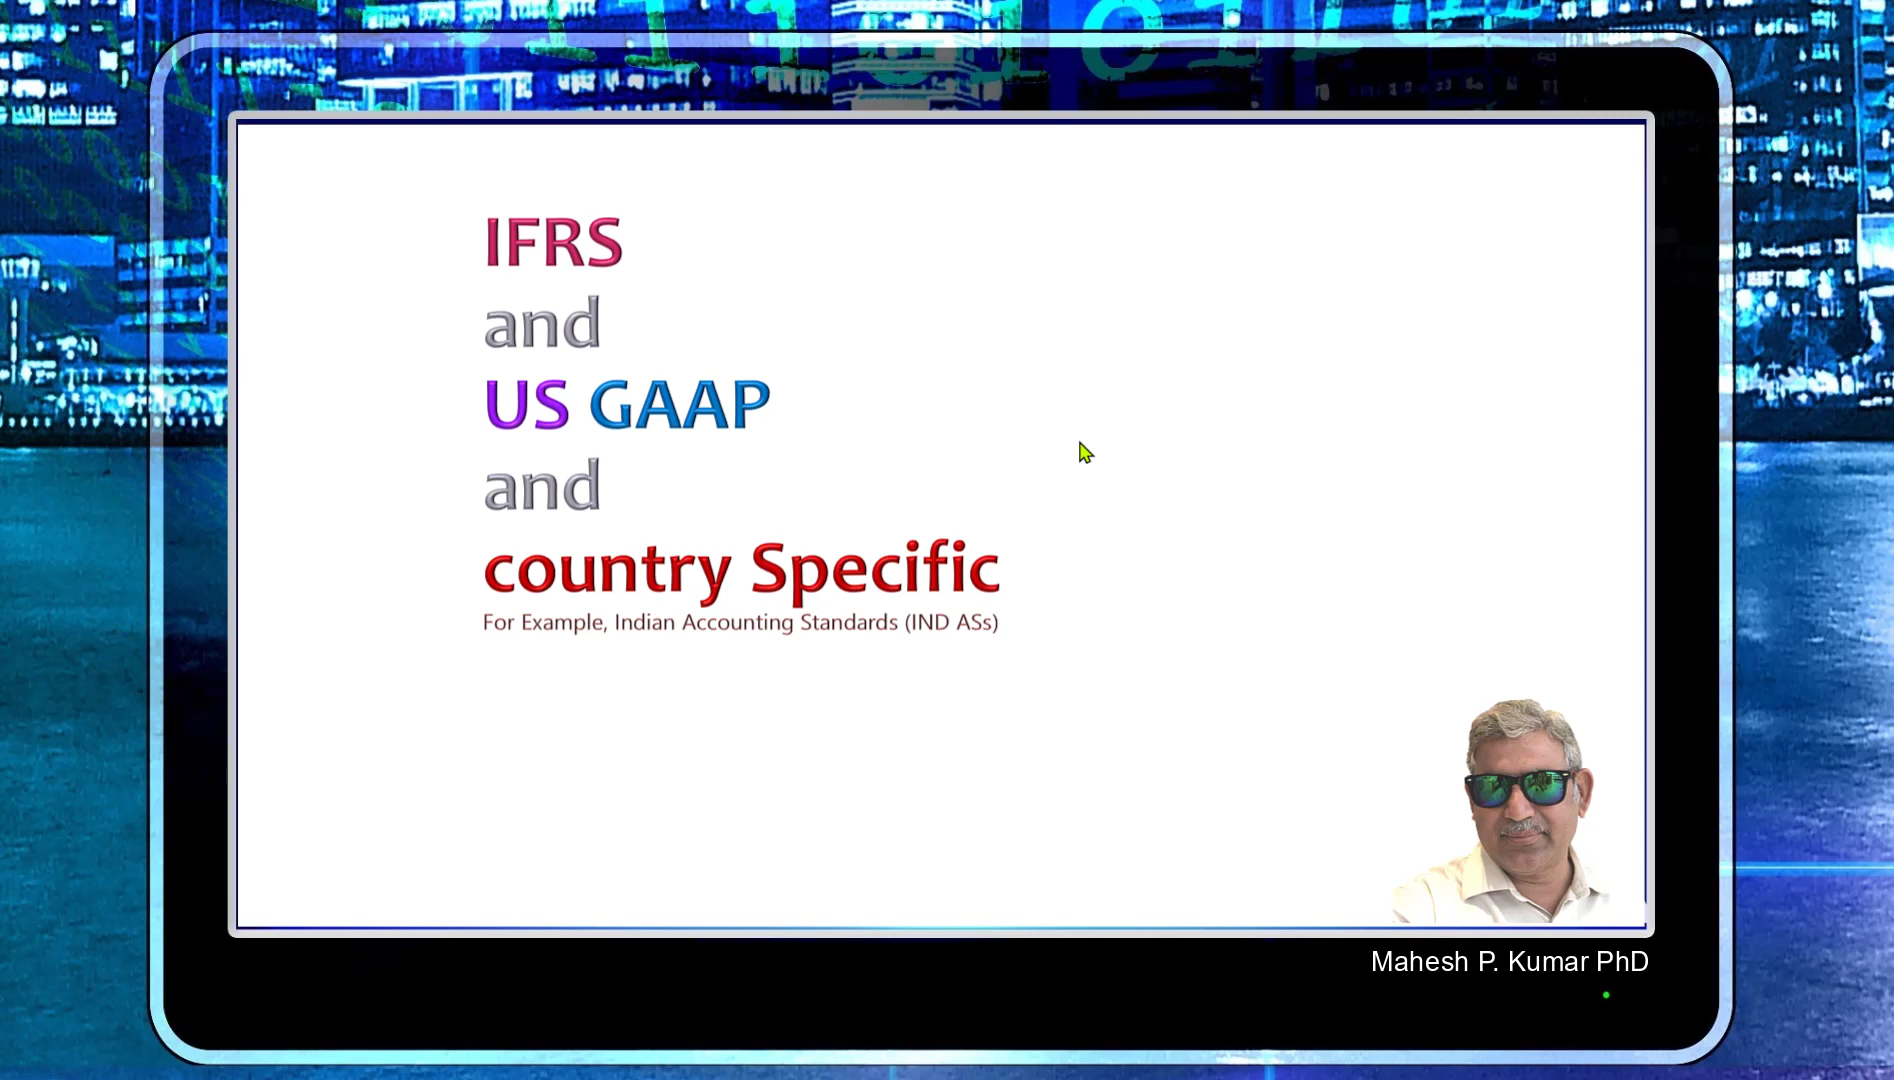 IFRS
and
US GAAP
and
country Specific
For Example, Indian Accounting Standards (IND ASs)
Mahesh P. Kumar PhD